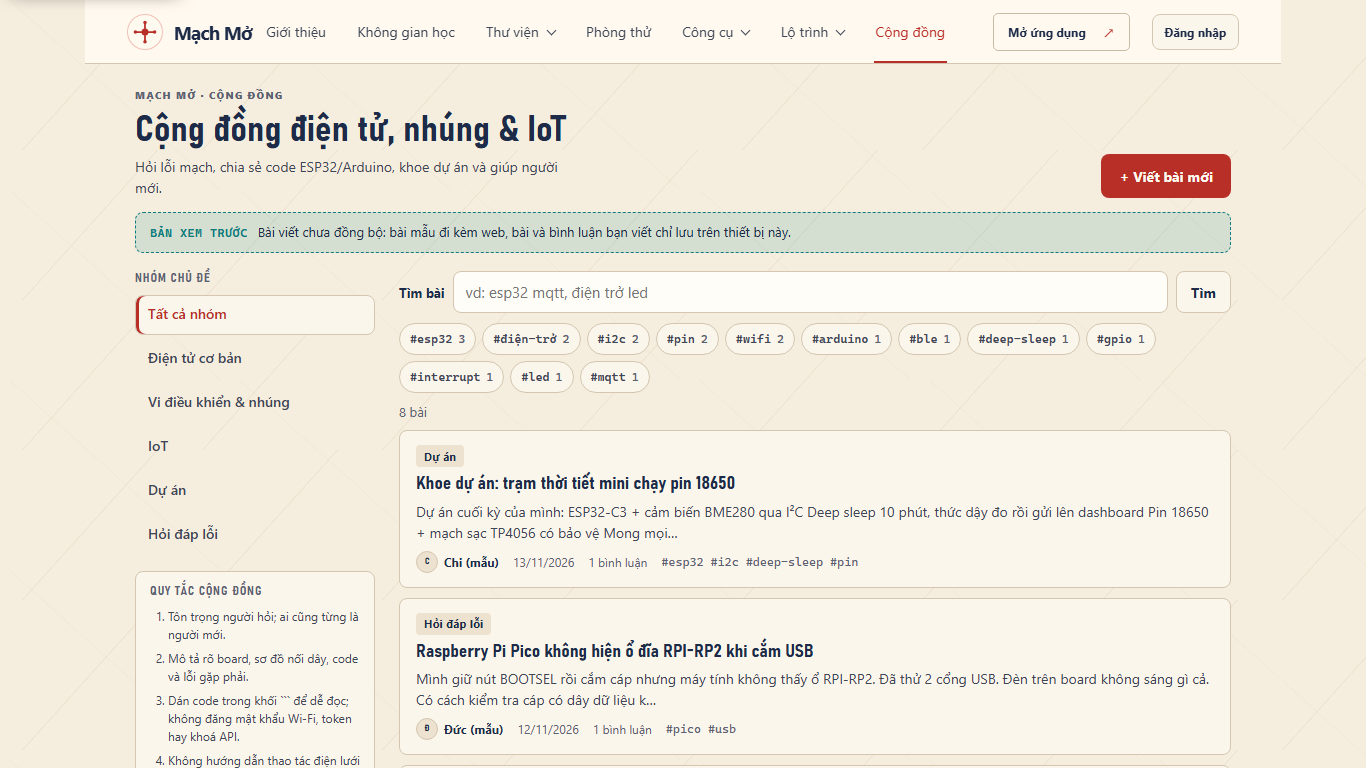 Mạch Mở
Giới thiệu
Không gian học
Thư viện
Phòng thử
Công cụ
Lộ trình
Cộng đồng
Mở ứng dụng ↗
Đăng nhập
MẠCH MỞ · CỘNG ĐỒNG
Cộng đồng điện tử, nhúng & IoT
Hỏi lỗi mạch, chia sẻ code ESP32/Arduino, khoe dự án và giúp người
mới.
+ Viết bài mới
BẢN XEM TRƯỚC Bài viết chưa đồng bộ: bài mẫu đi kèm web, bài và bình luận bạn viết chỉ lưu trên thiết bị này.
NHÓM CHỦ ĐỀ
Tất cả nhóm
Điện tử cơ bản
Vi điều khiển & nhúng
IoT
Dự án
Hỏi đáp lỗi
QUY TẮC CỘNG ĐỒNG
1. Tôn trọng người hỏi; ai cũng từng là
người mới.
2. Mô tả rõ board, sơ đồ nối dây, code
và lỗi gặp phải.
3. Dán code trong khối ``` để dễ đọc;
không đăng mật khẩu Wi-Fi, token
hay khoá API.
4. Không hướng dẫn thao tác điện lưới
Tìm bài
vd: esp32 mqtt, điện trở led
Tìm
#esp32 3 #điện-trở 2 #i2c 2 #pin 2 #wifi 2 #arduino 1 #ble 1 #deep-sleep 1 #gpio 1
#interrupt 1 #led 1 #mqtt 1
8 bài
Dự án
Khoe dự án: trạm thời tiết mini chạy pin 18650
Dự án cuối kỳ của mình: ESP32-C3 + cảm biến BME280 qua I²C Deep sleep 10 phút, thức dậy đo rồi gửi lên dashboard Pin 18650
+ mạch sạc TP4056 có bảo vệ Mong mọi…
C Chi (mẫu) 13/11/2026 1 bình luận #esp32 #i2c #deep-sleep #pin
Hỏi đáp lỗi
Raspberry Pi Pico không hiện ổ đĩa RPI-RP2 khi cắm USB
Mình giữ nút BOOTSEL rồi cắm cáp nhưng máy tính không thấy ổ RPI-RP2. Đã thử 2 cổng USB. Đèn trên board không sáng gì cả.
Có cách kiểm tra cáp có dây dữ liệu k…
Đ Đức (mẫu) 12/11/2026 1 bình luận #pico #usb